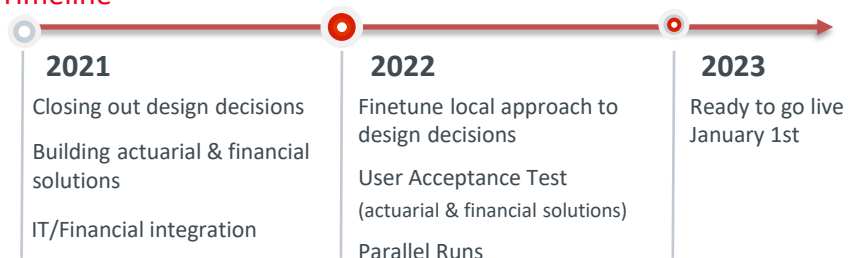 Timeline
2021
Closing out design decisions
Building actuarial & financial
solutions
IT/Financial integration
2022
Finetune local approach to
design decisions
User Acceptance Test
(actuarial & financial solutions)
Parallel Runs
2023
Ready to go live
January 1st